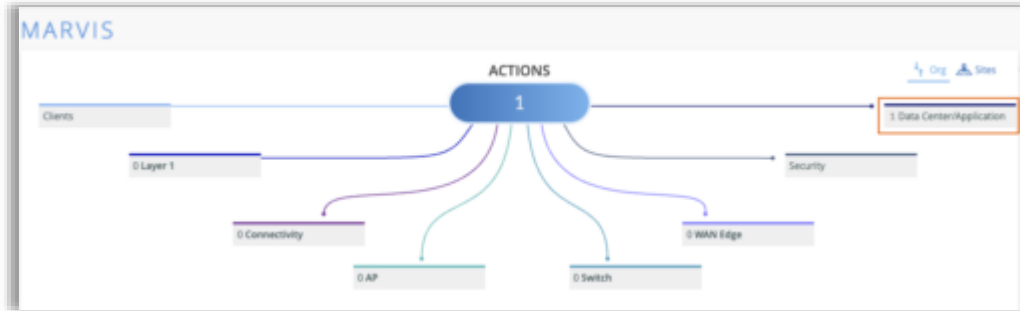 MARVIS
ACTIONS
Org Sites
1
Clients
1 Data Center/Application
0 Layer 1
Security
0 Connectivity
0 WAN Edge
0 AP
0 Switch